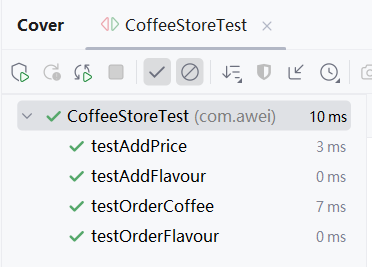 Cover CoffeeStoreTest
CoffeeStoreTest (com.awei) 10 ms
testAddPrice 3 ms
testAddFlavour 0 ms
testOrderCoffee 7 ms
testOrderFlavour 0 ms